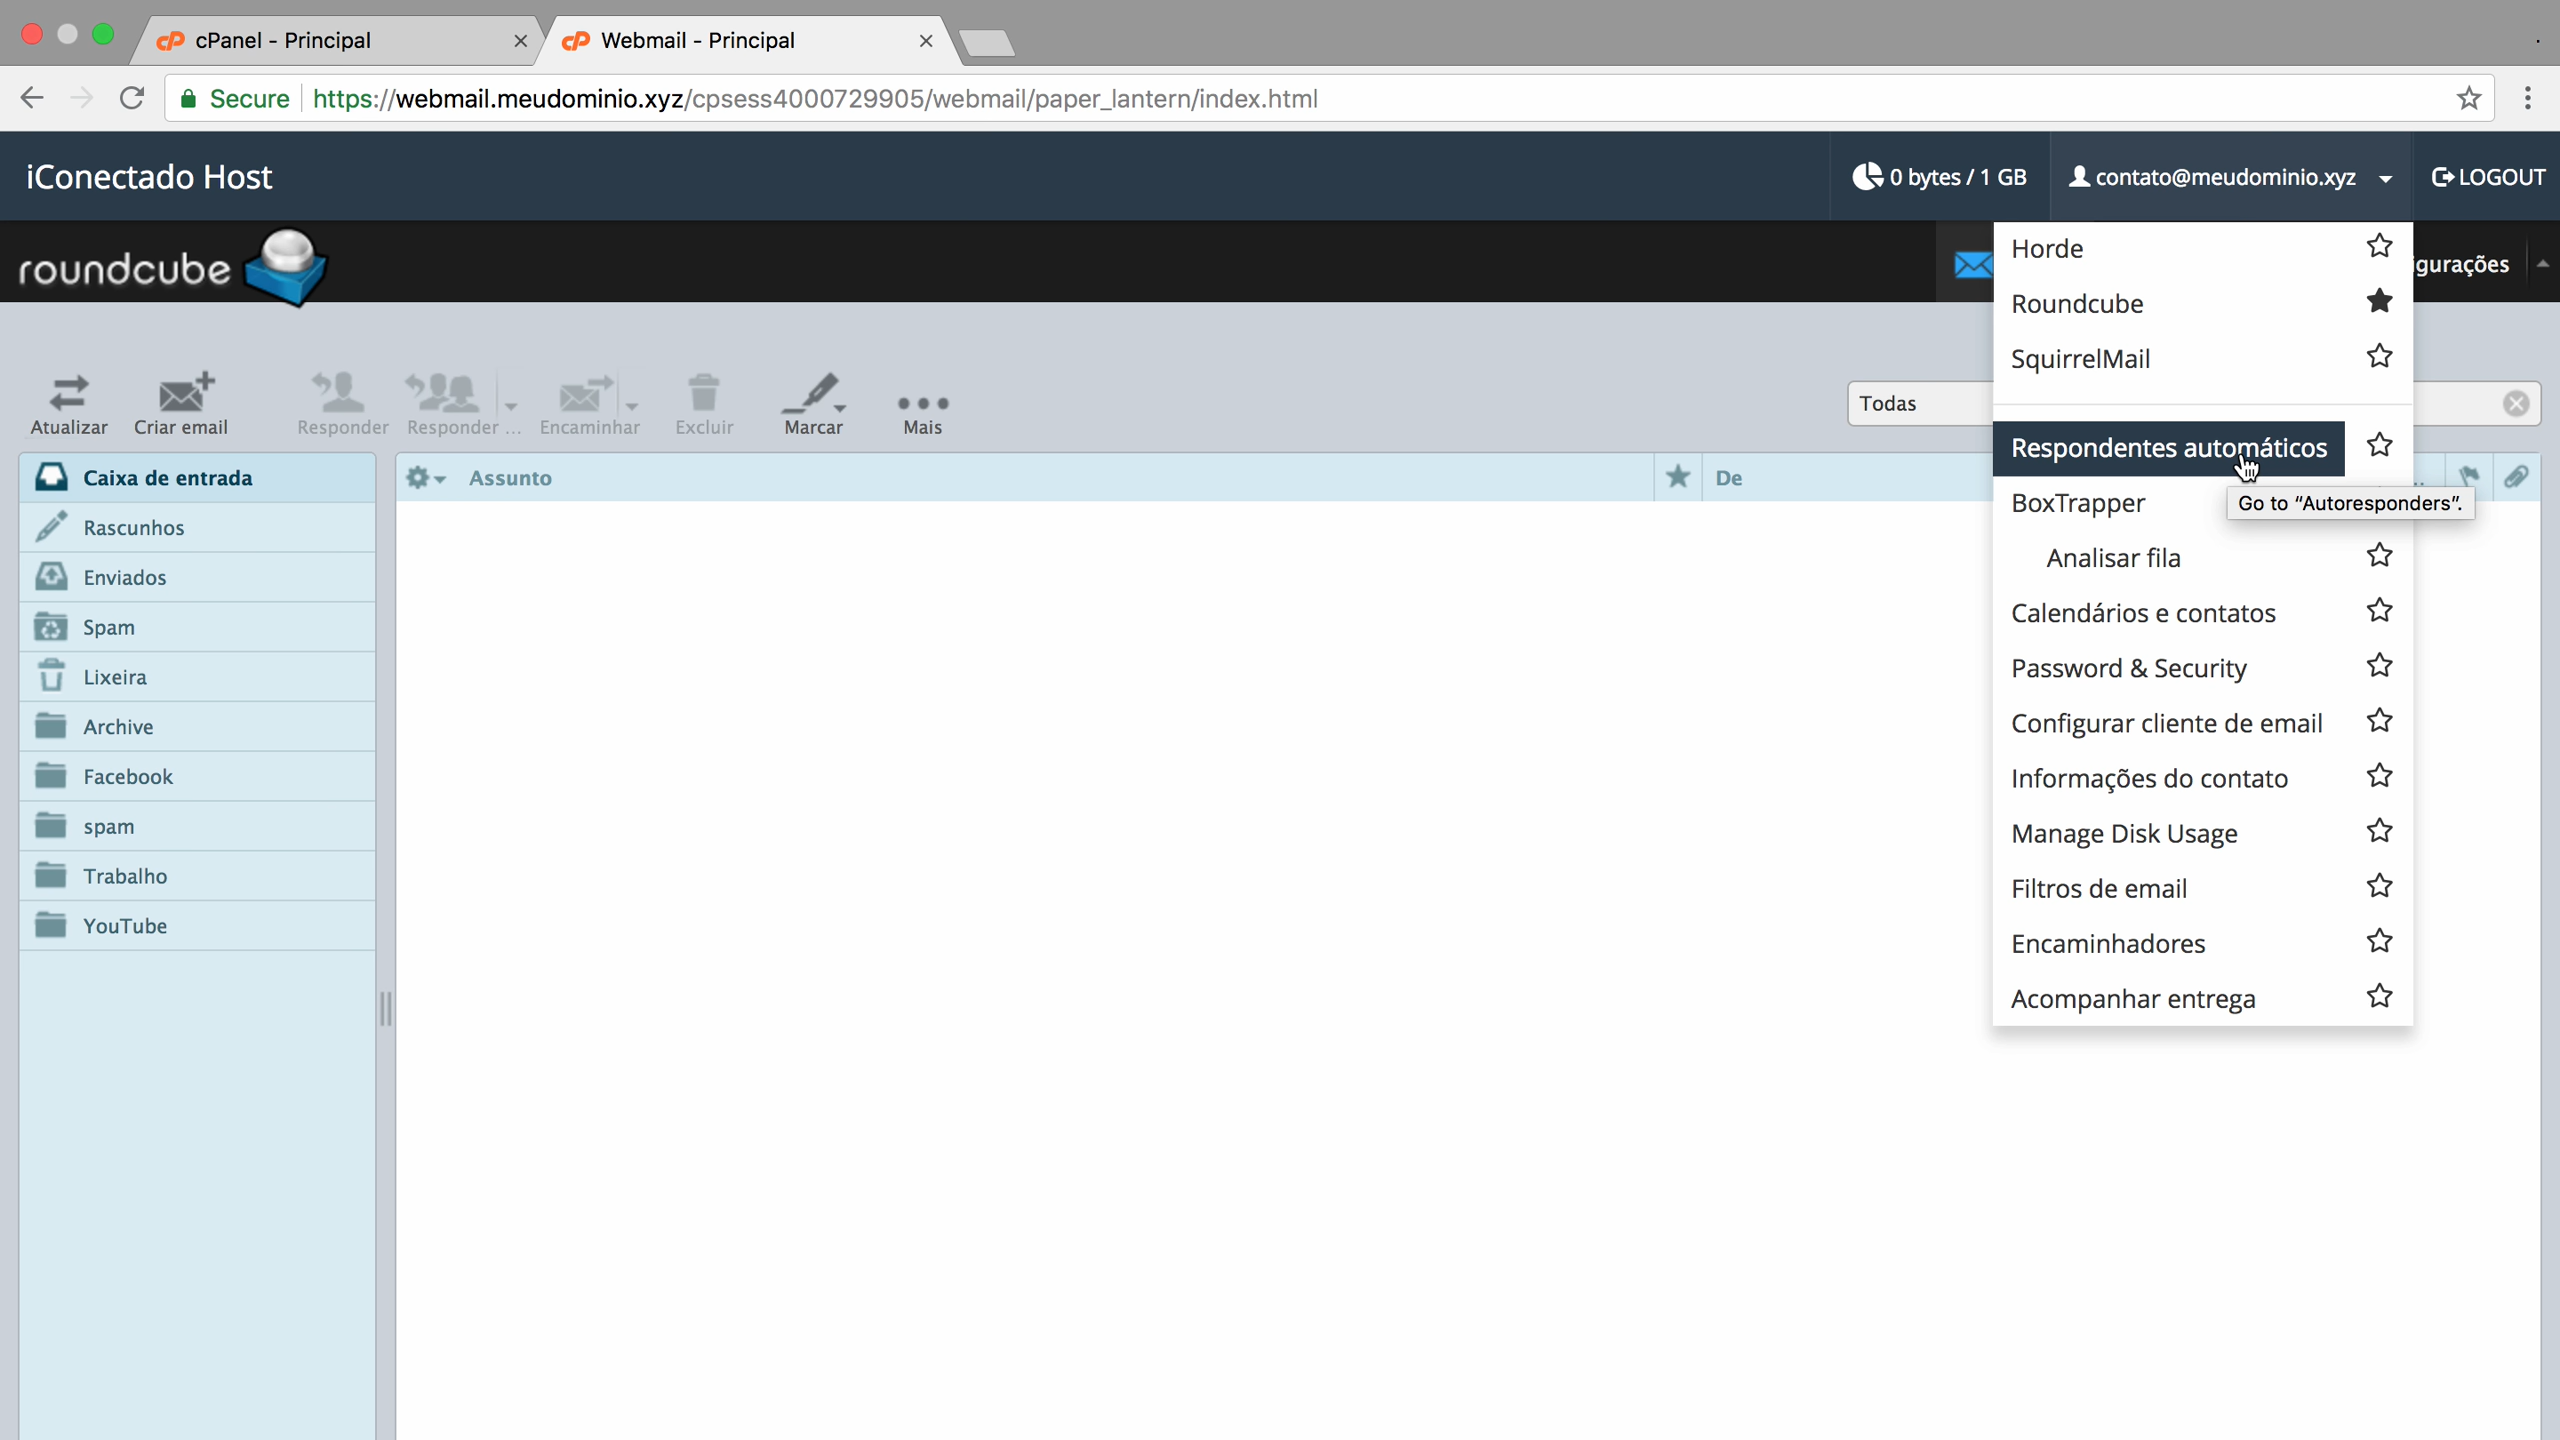 cPanel - Principal
Webmail - Principal
Secure https://webmail.meudominio.xyz/cpsess4000729905/webmail/paper_lantern/index.html
iConectado Host
0 bytes / 1 GB
contato@meudominio.xyz
LOGOUT
roundcube
igurações
Horde
Roundcube
SquirrelMail
Atualizar
Criar email
Responder
Responder ...
Encaminhar
Excluir
Marcar
Mais
Todas
Respondentes automáticos
Go to “Autoresponders”.
BoxTrapper
Analisar fila
Calendários e contatos
Password & Security
Configurar cliente de email
Informações do contato
Manage Disk Usage
Filtros de email
Encaminhadores
Acompanhar entrega
Assunto
De
...
Caixa de entrada
Rascunhos
Enviados
Spam
Lixeira
Archive
Facebook
spam
Trabalho
YouTube